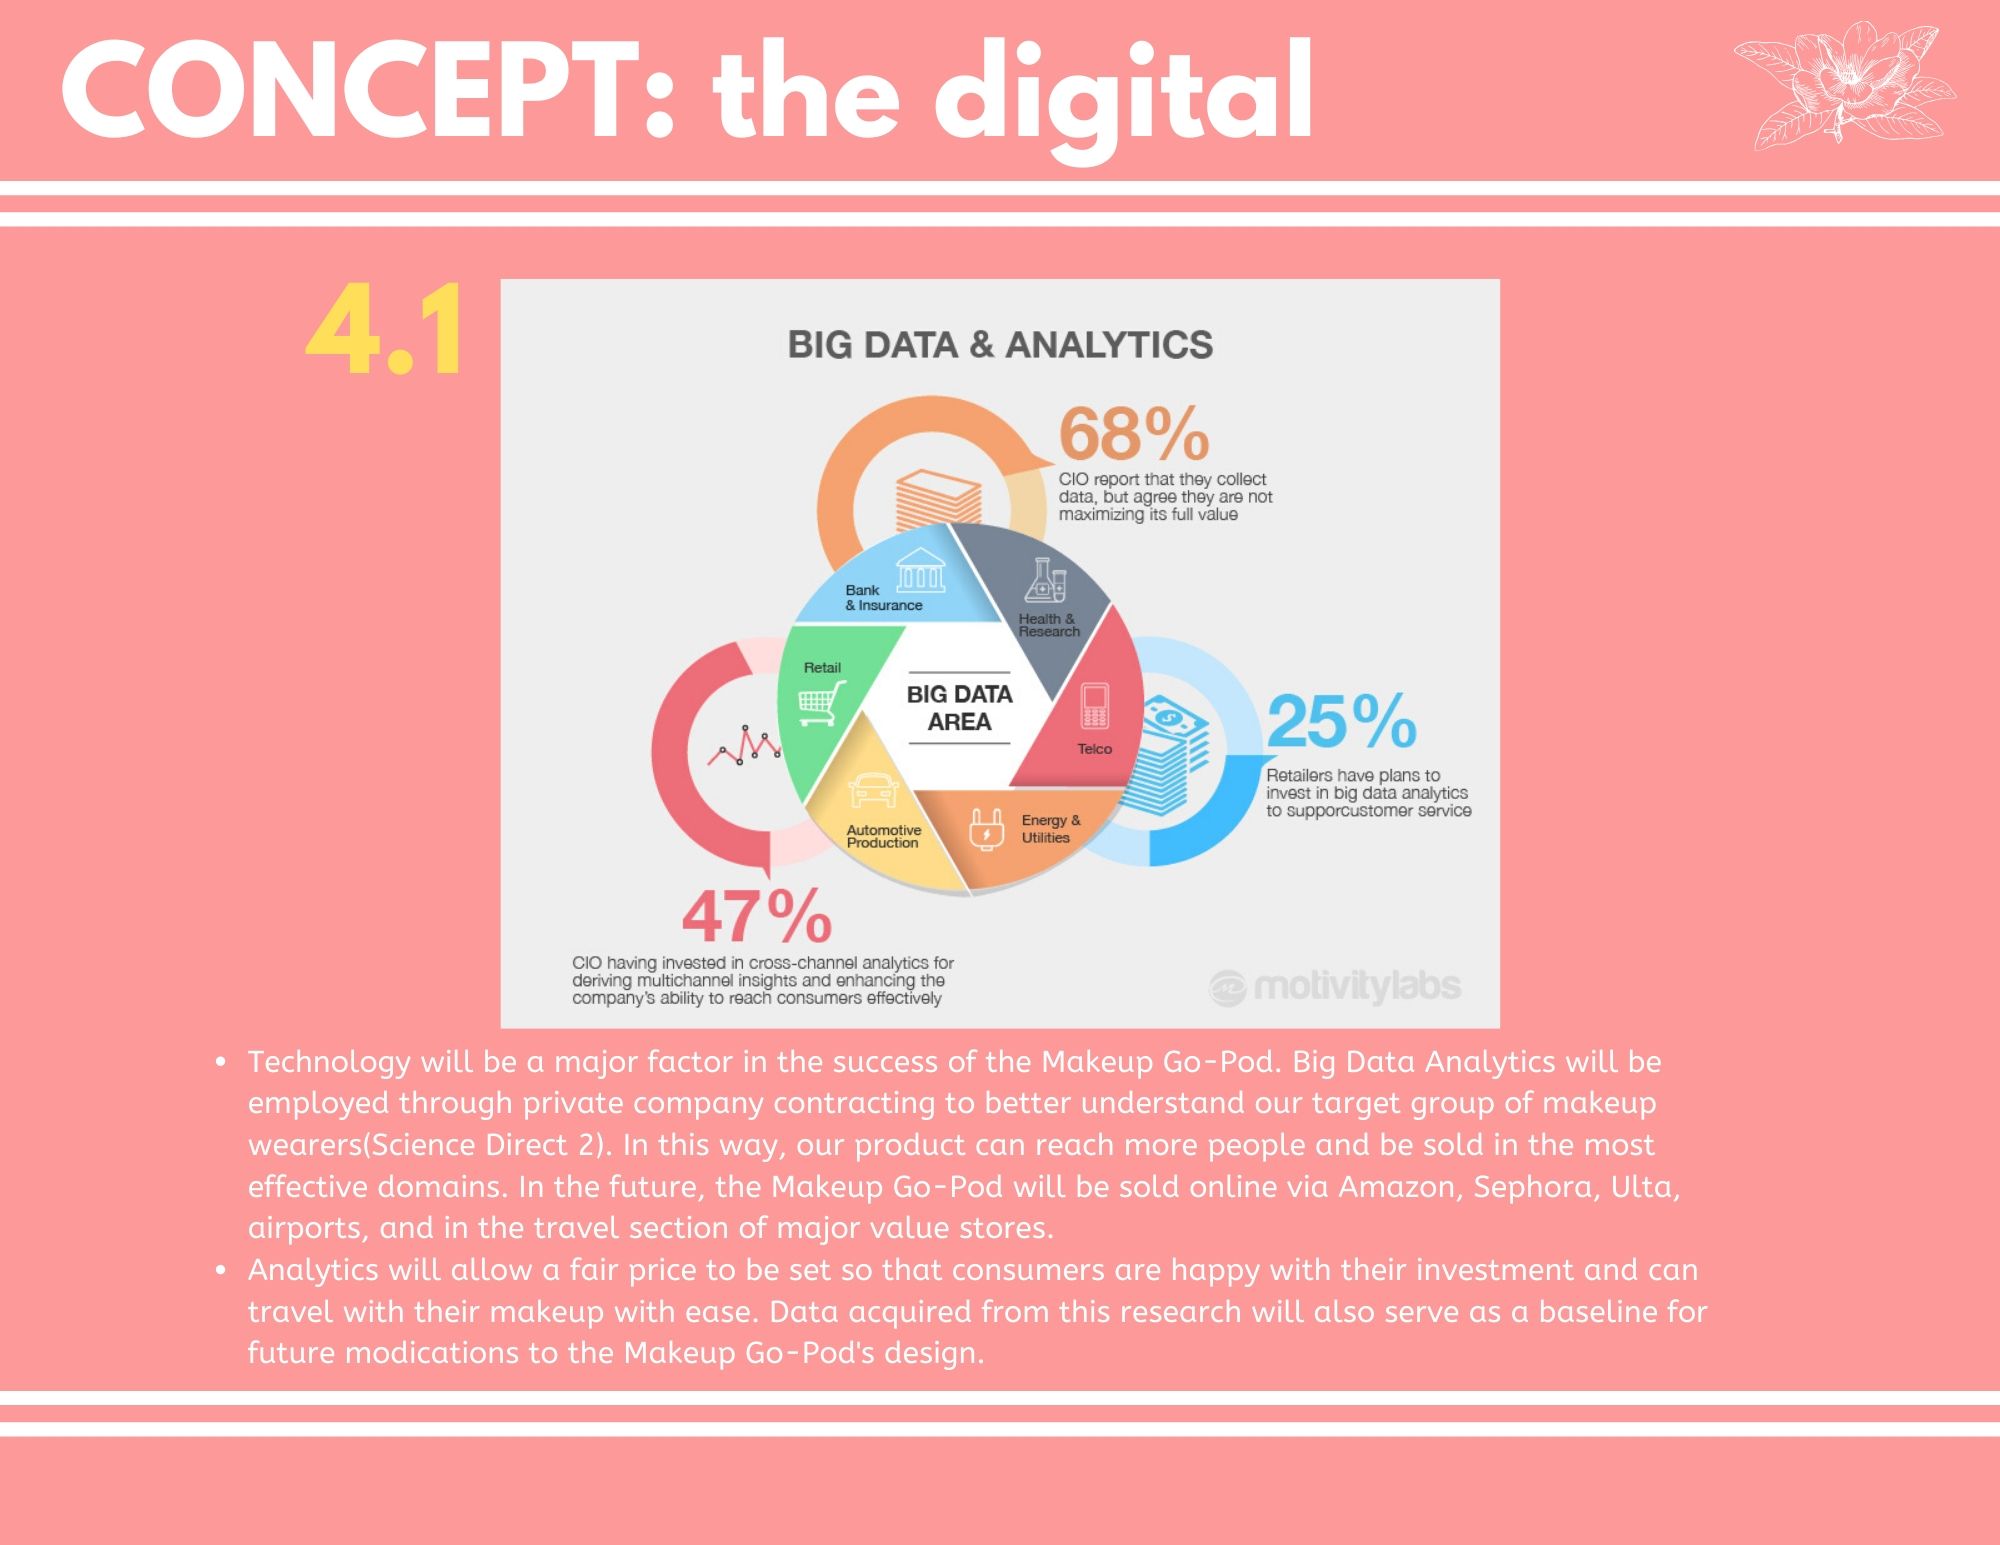 CONCEPT: the digital
4.1
BIG DATA & ANALYTICS
68%
CIO report that they collect
data, but agree they are not
maximizing its full value
Bank
& Insurance
Health &
Research
Retail
BIG DATA
AREA
Telco
25%
Retailers have plans to
invest in big data analytics
to supporcustomer service
Automotive
Production
Energy &
Utilities
47%
CIO having invested in cross-channel analytics for
deriving multichannel insights and enhancing the
company's ability to reach consumers effectively
motivitylabs
• Technology will be a major factor in the success of the Makeup Go-Pod. Big Data Analytics will be
employed through private company contracting to better understand our target group of makeup
wearers(Science Direct 2). In this way, our product can reach more people and be sold in the most
effective domains. In the future, the Makeup Go-Pod will be sold online via Amazon, Sephora, Ulta,
airports, and in the travel section of major value stores.
• Analytics will allow a fair price to be set so that consumers are happy with their investment and can
travel with their makeup with ease. Data acquired from this research will also serve as a baseline for
future modications to the Makeup Go-Pod's design.